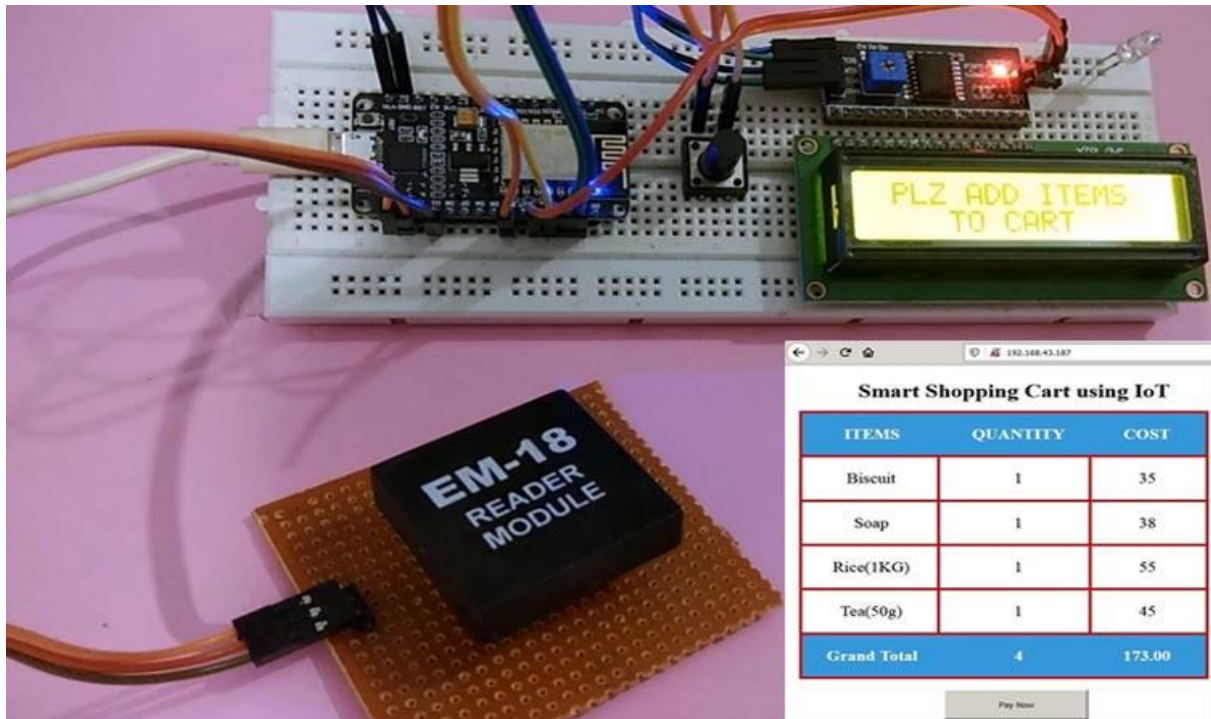 PLZ ADD ITEMS
TO CART
EM-18
READER
MODULE
192.168.43.187
Smart Shopping Cart using IoT
ITEMS QUANTITY COST
Biscuit 1 35
Soap 1 38
Rice(1KG) 1 55
Tea(50g) 1 45
Grand Total 4 173.00
Pay Now